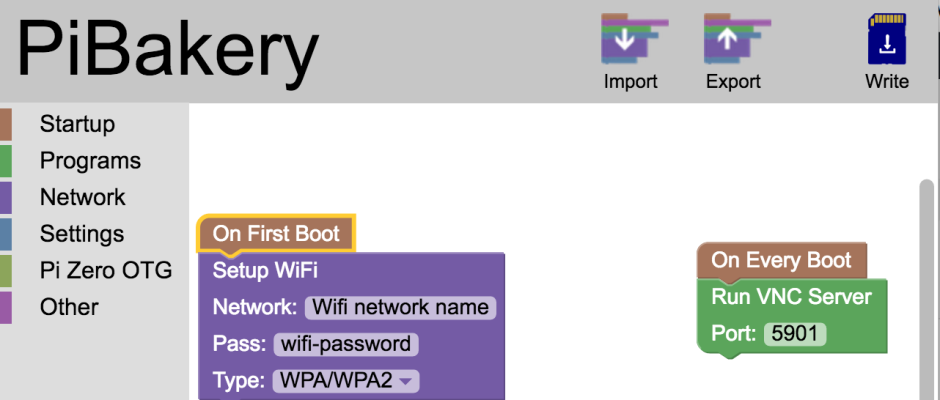 PiBakery
Import
Export
Write
Startup
Programs
Network
Settings
Pi Zero OTG
Other
On First Boot
Setup WiFi
Network: Wifi network name
Pass: wifi-password
Type: WPA/WPA2
On Every Boot
Run VNC Server
Port: 5901